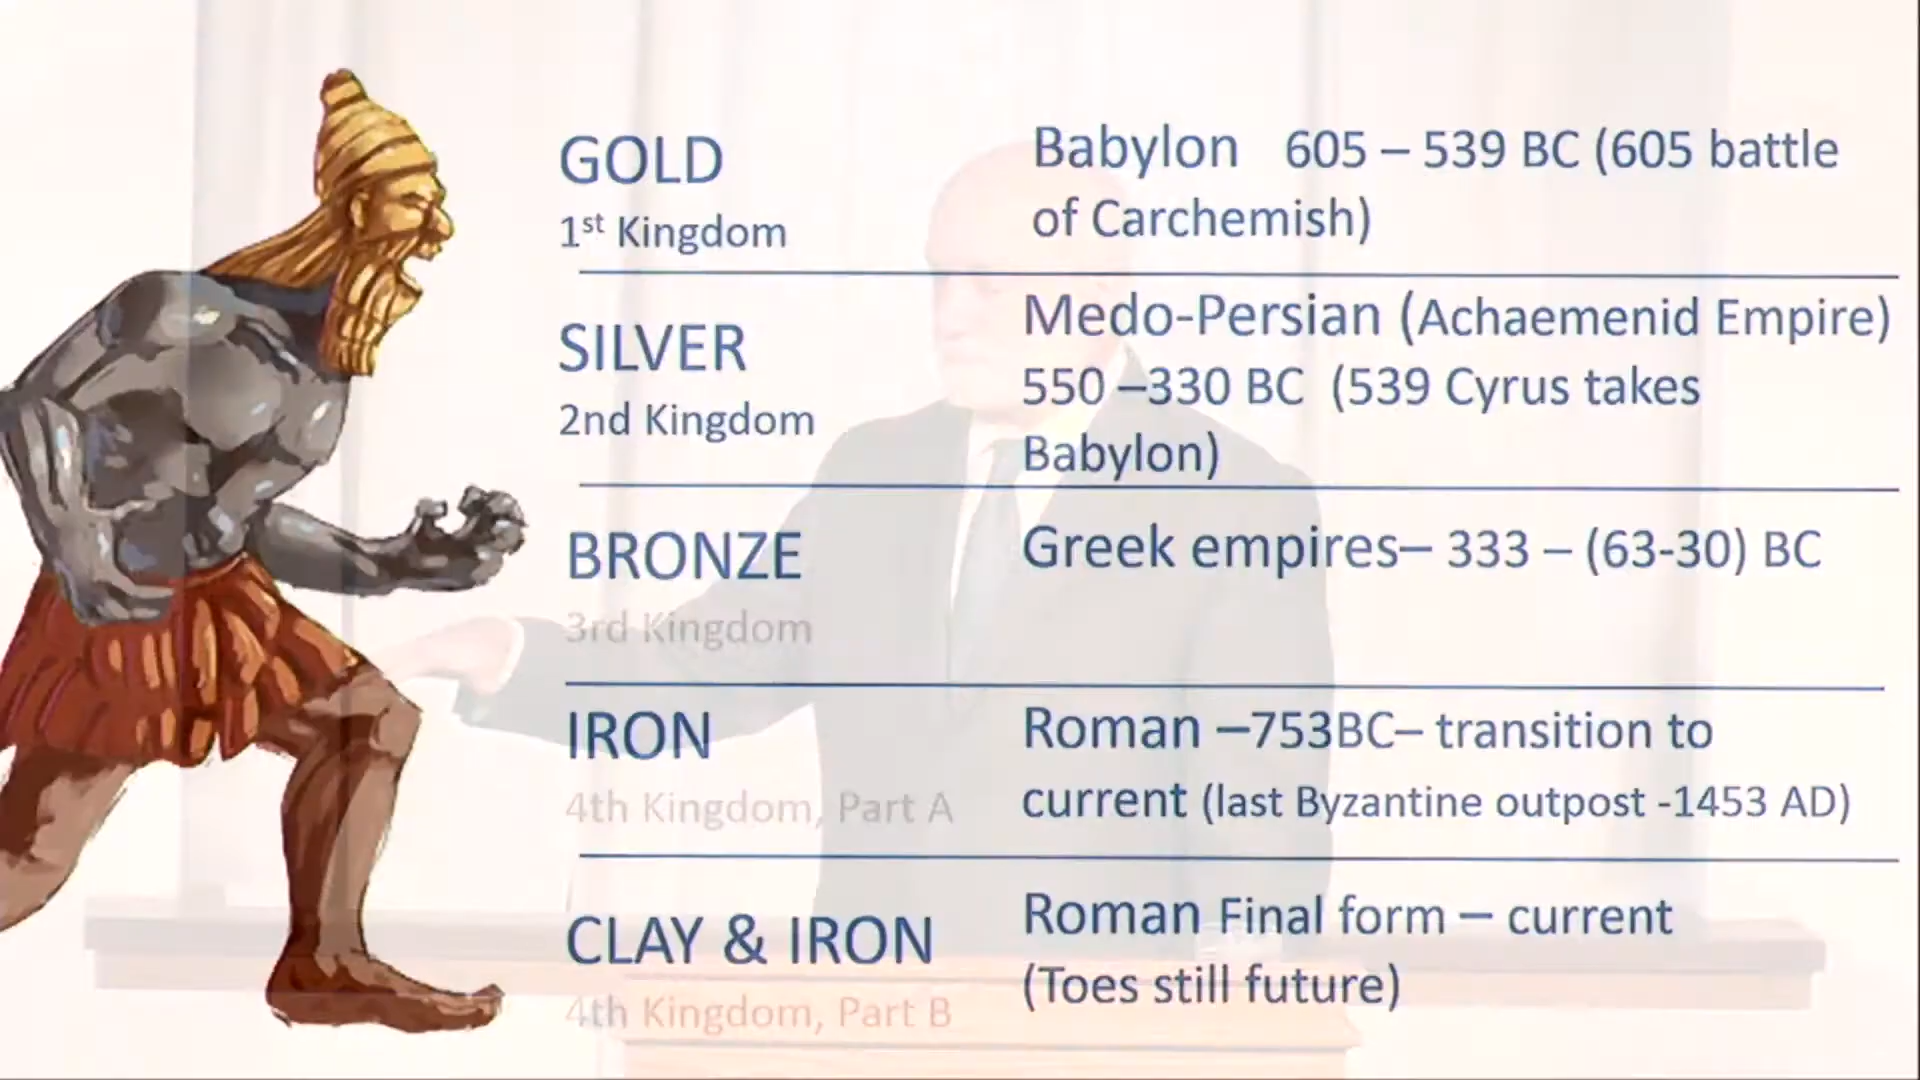 GOLD
1st Kingdom
Babylon 605 – 539 BC (605 battle
of Carchemish)
SILVER
2nd Kingdom
Medo-Persian (Achaemenid Empire)
550 –330 BC (539 Cyrus takes
Babylon)
BRONZE
3rd Kingdom
Greek empires– 333 – (63-30) BC
IRON
4th Kingdom, Part A
Roman –753BC– transition to
current (last Byzantine outpost -1453 AD)
CLAY & IRON
4th Kingdom, Part B
Roman Final form – current
(Toes still future)